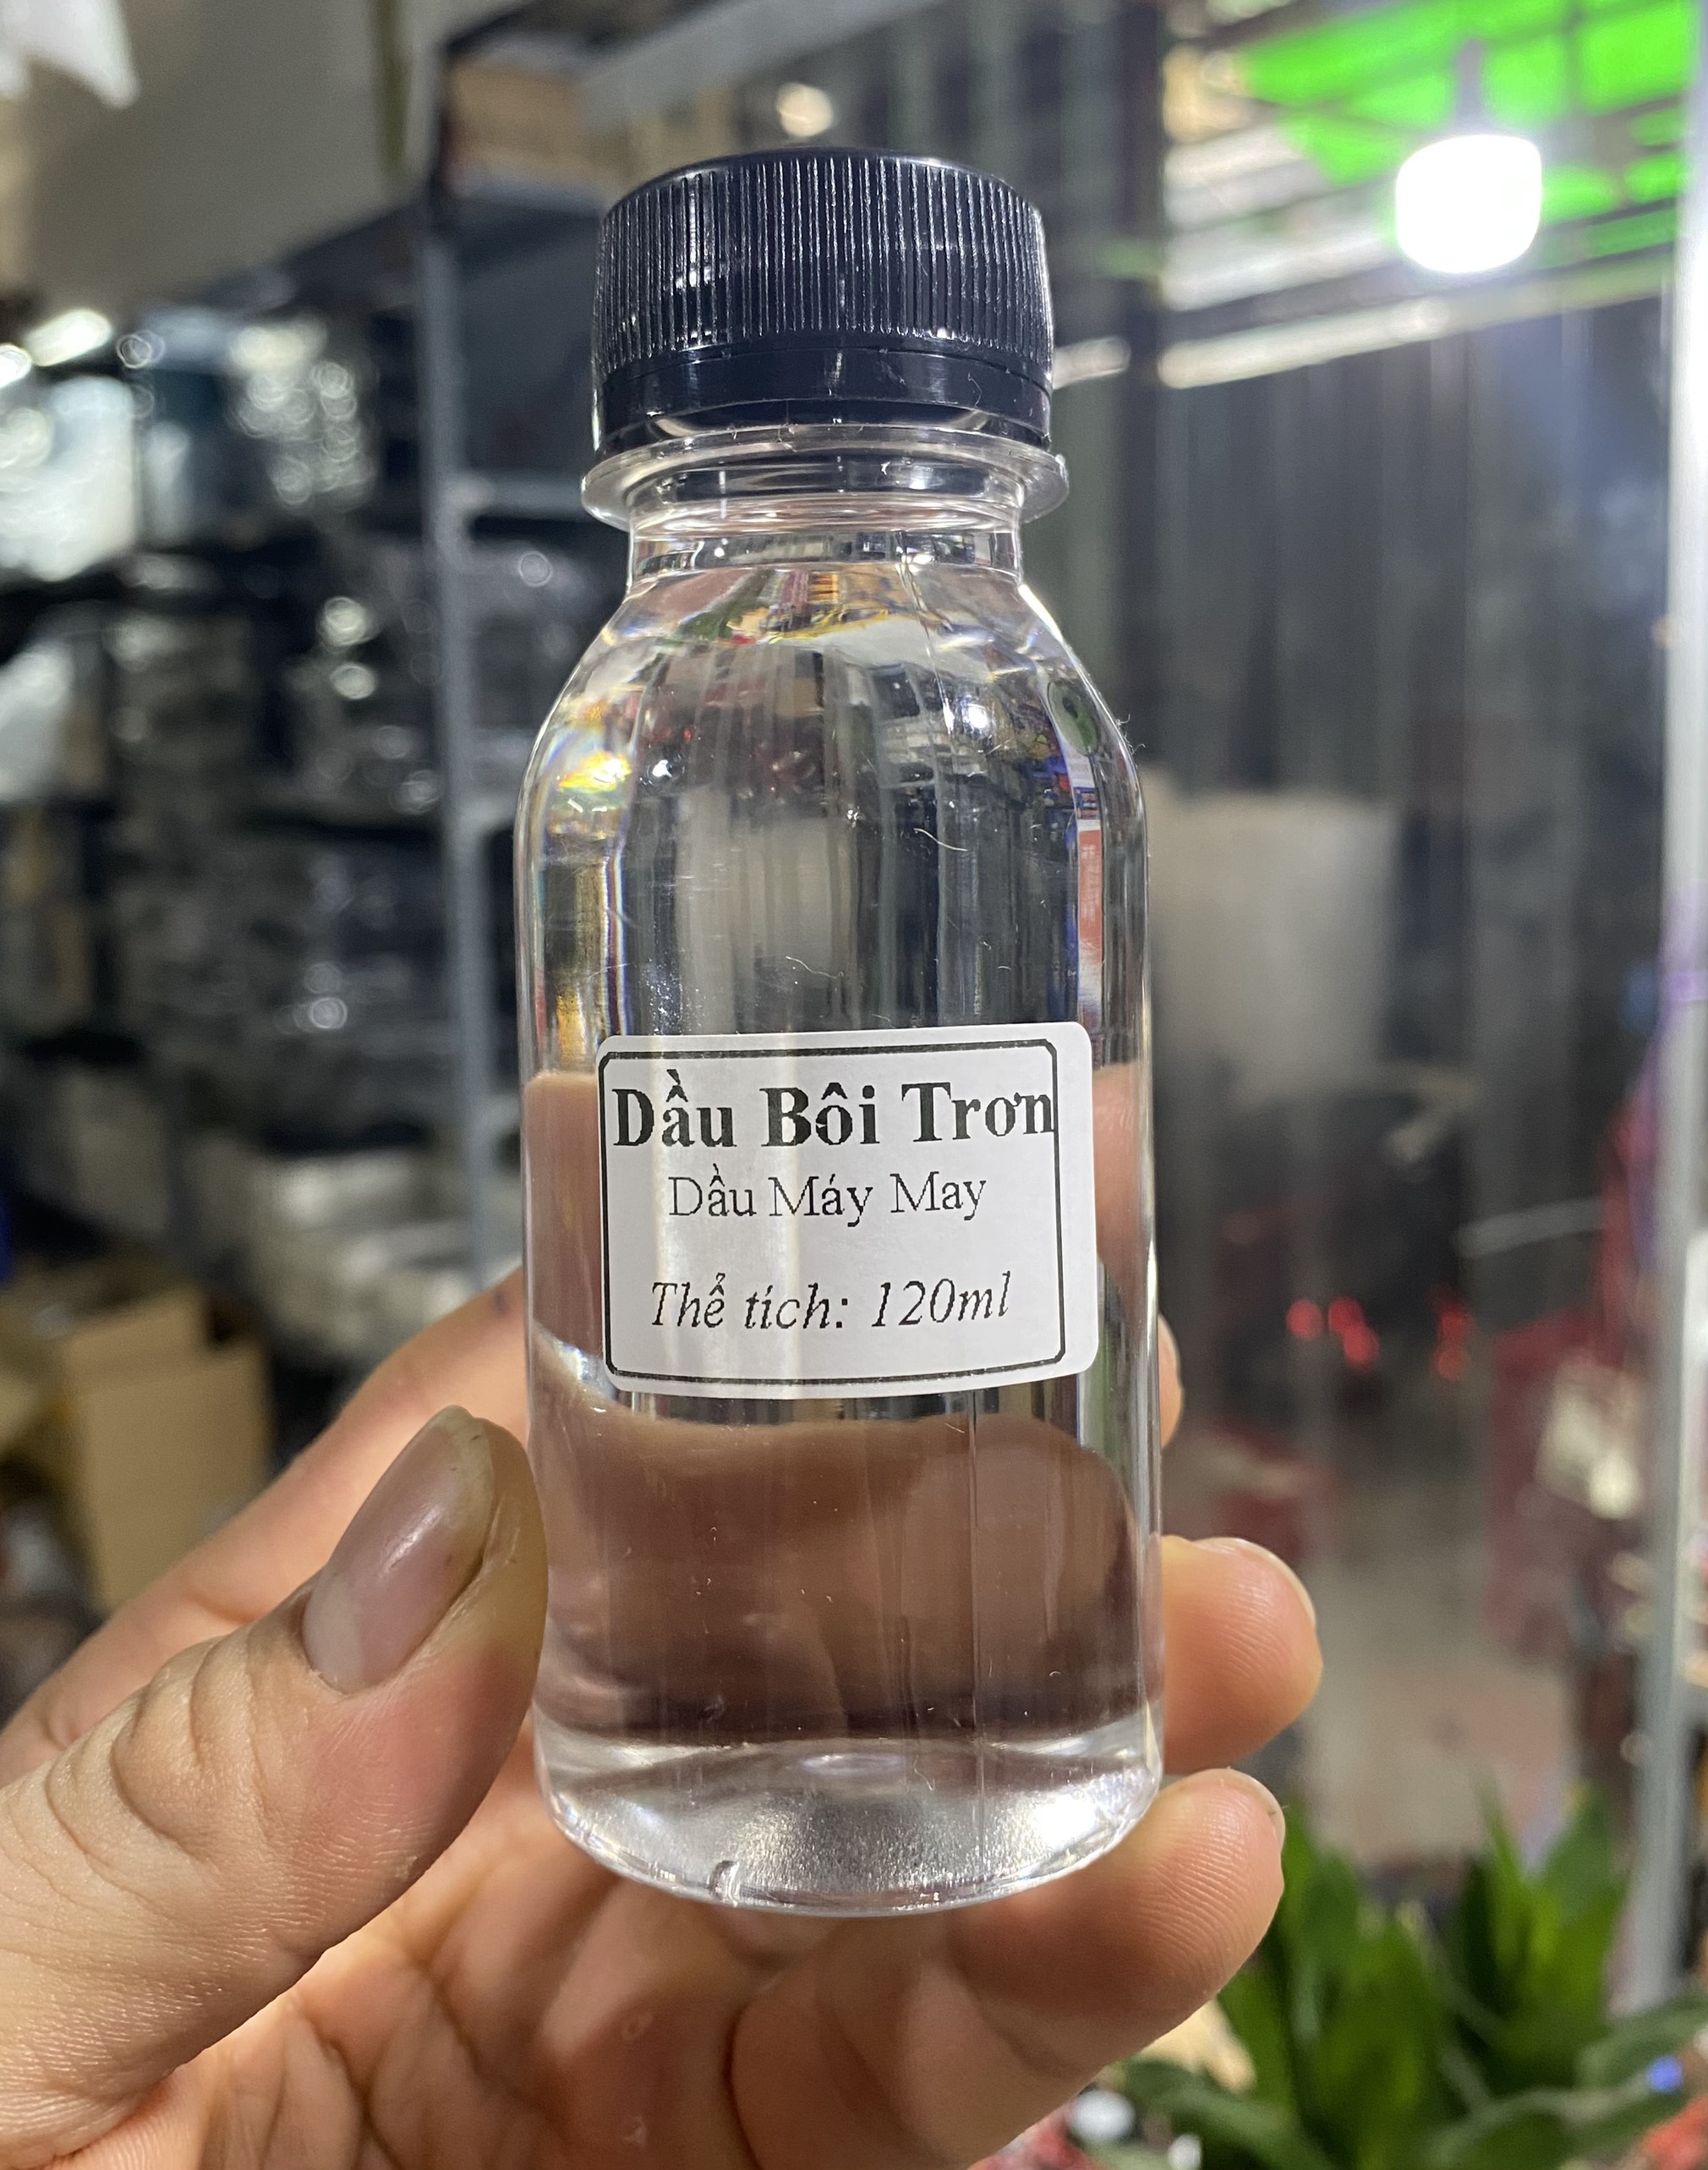 Dầu Bôi Trơn
Dầu Máy May
Thể tích: 120ml